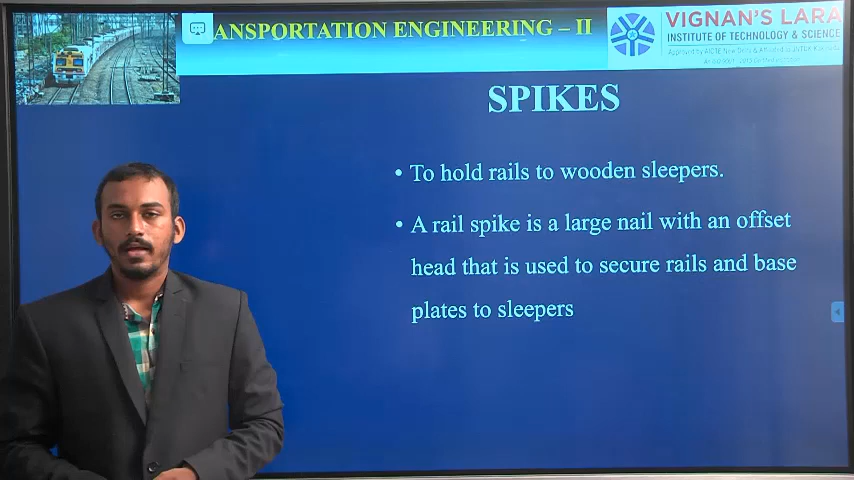 ANSPORTATION ENGINEERING – II
VIGNAN'S LARA
INSTITUTE OF TECHNOLOGY & SCIENCE
SPIKES
• To hold rails to wooden sleepers.
• A rail spike is a large nail with an offset
head that is used to secure rails and base
plates to sleepers